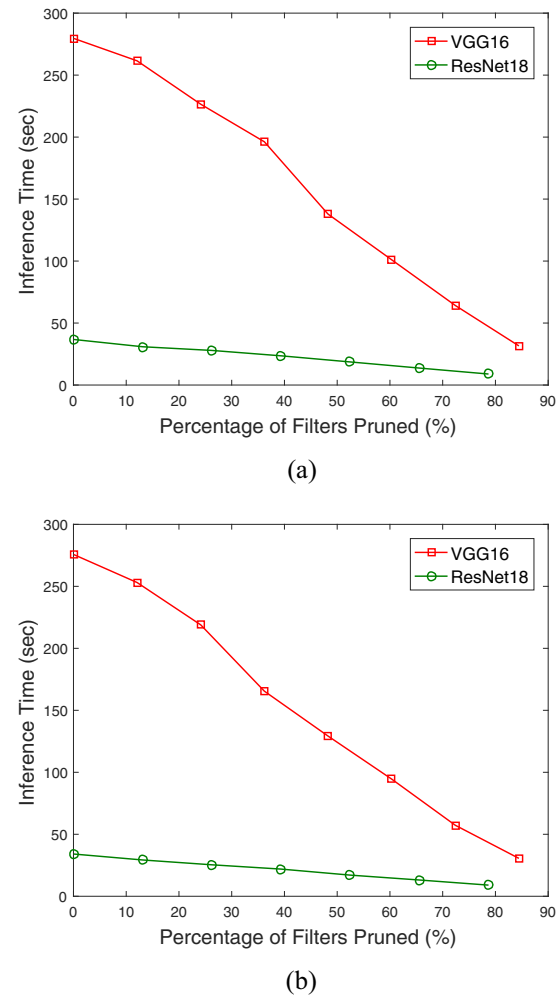 300
250
200
150
100
50
0
Inference Time (sec)
VGG16
ResNet18
0 10 20 30 40 50 60 70 80 90
Percentage of Filters Pruned (%)
(a)
300
250
200
150
100
50
0
Inference Time (sec)
VGG16
ResNet18
0 10 20 30 40 50 60 70 80 90
Percentage of Filters Pruned (%)
(b)